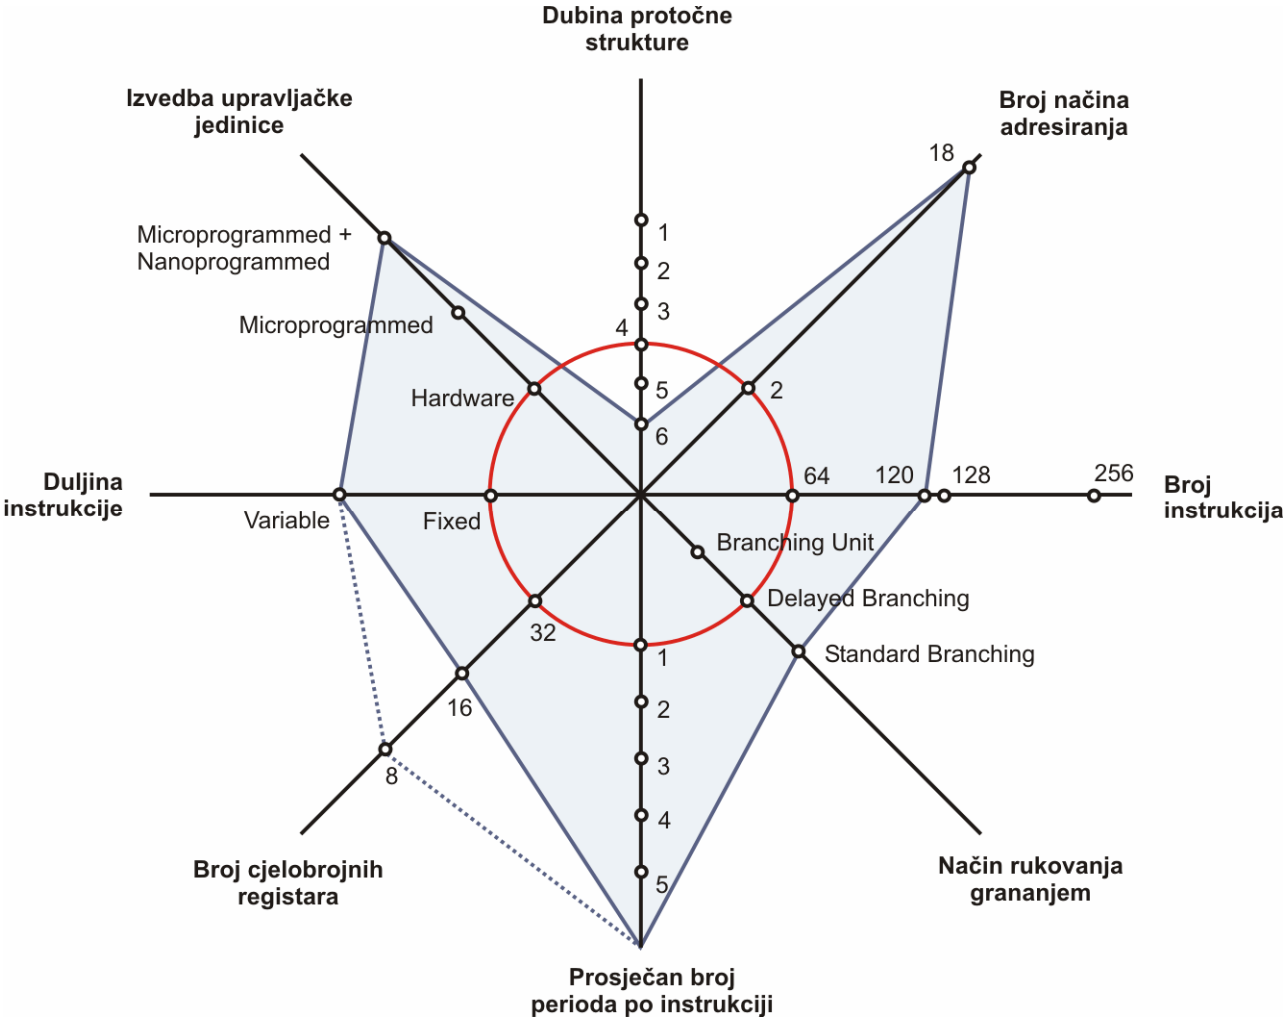 Dubina protočne
strukture
Izvedba upravljačke
jedinice
Broj načina
adresiranja
18
Microprogrammed +
Nanoprogrammed
1
2
3
Microprogrammed
4
5
2
Hardware
6
Duljina
instrukcije
64
120
128
256
Broj
instrukcija
Variable
Fixed
Branching Unit
Delayed Branching
32
1
Standard Branching
16
2
3
8
4
5
Broj cjelobrojnih
registara
Način rukovanja
grananjem
Prosječan broj
perioda po instrukciji